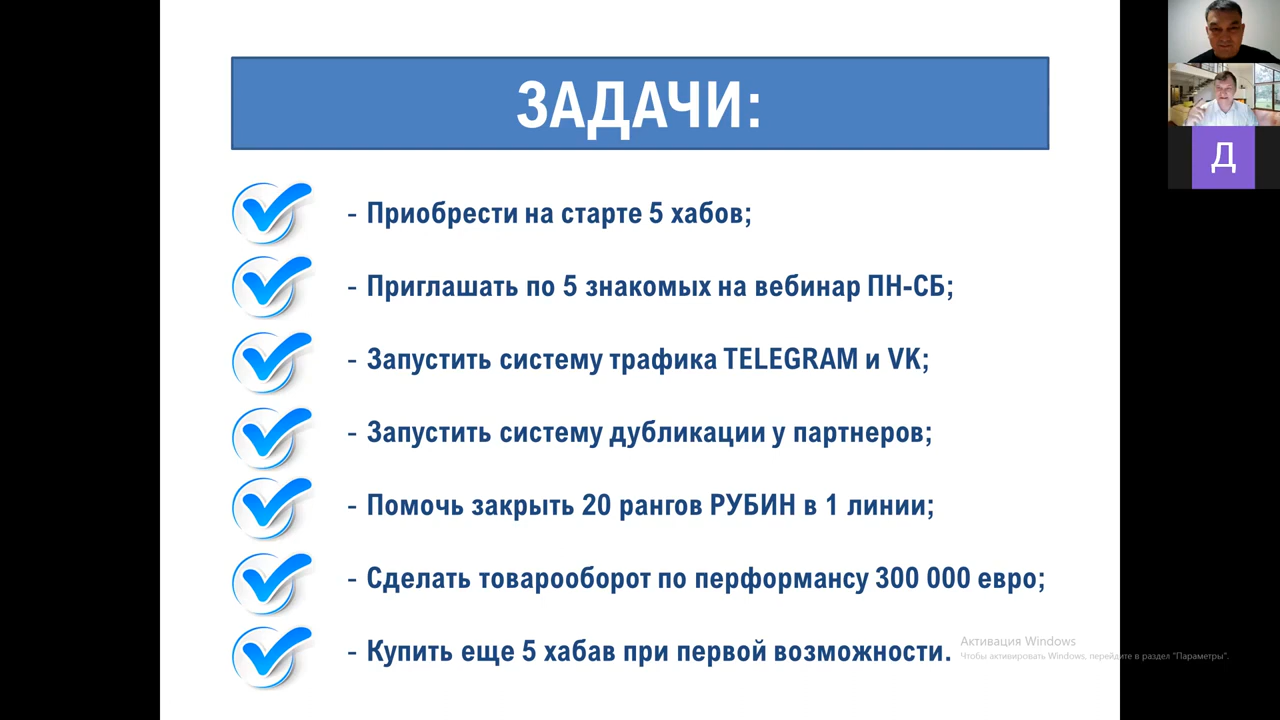 ЗАДАЧИ:
- Приобрести на старте 5 хабов;
- Приглашать по 5 знакомых на вебинар ПН-СБ;
- Запустить систему трафика TELEGRAM и VK;
- Запустить систему дубликации у партнеров;
- Помочь закрыть 20 рангов РУБИН в 1 линии;
- Сделать товарооборот по перформансу 300 000 евро;
- Купить еще 5 хабав при первой возможности.
Активация Windows
Чтобы активировать Windows, перейдите в раздел "Параметры".
Д